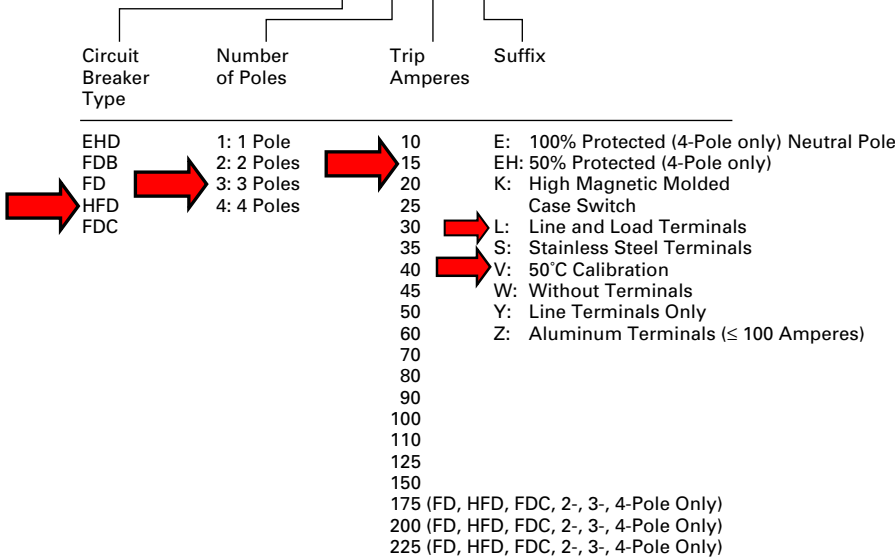 Circuit Breaker Type
Number of Poles
Trip Amperes
Suffix
EHD
FDB
FD
HFD
FDC
1: 1 Pole
2: 2 Poles
3: 3 Poles
4: 4 Poles
10
15
20
25
30
35
40
45
50
60
70
80
90
100
110
125
150
175 (FD, HFD, FDC, 2-, 3-, 4-Pole Only)
200 (FD, HFD, FDC, 2-, 3-, 4-Pole Only)
225 (FD, HFD, FDC, 2-, 3-, 4-Pole Only)
E: 100% Protected (4-Pole only) Neutral Pole
EH: 50% Protected (4-Pole only)
K: High Magnetic Molded
Case Switch
L: Line and Load Terminals
S: Stainless Steel Terminals
V: 50°C Calibration
W: Without Terminals
Y: Line Terminals Only
Z: Aluminum Terminals (≤ 100 Amperes)